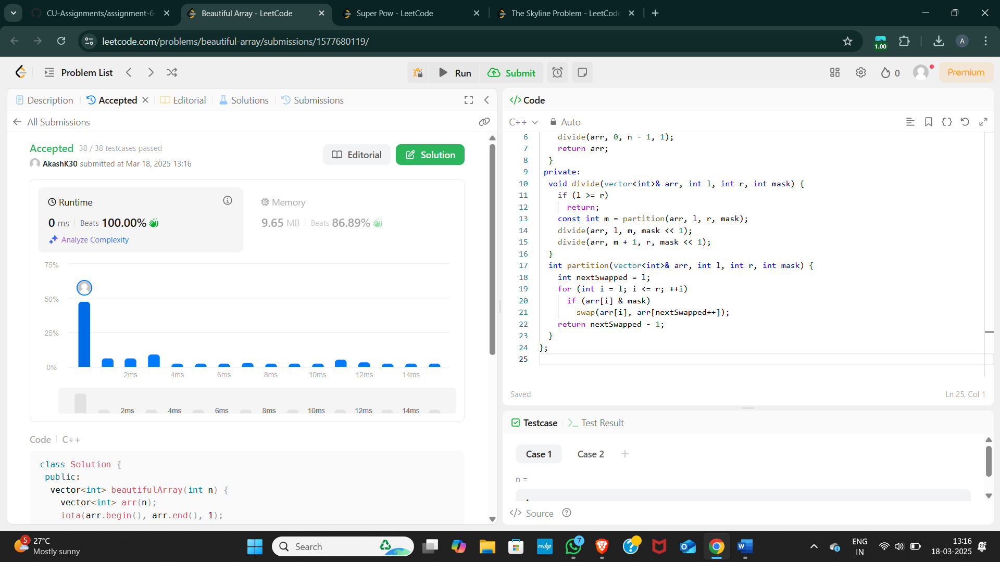 CU-Assignments/assignment-6
Beautiful Array - LeetCode
Super Pow - LeetCode
The Skyline Problem - LeetCode
leetcode.com/problems/beautiful-array/submissions/1577680119/
1.00
A
Problem List
Run
Submit
0
Premium
Description
Accepted
Editorial
Solutions
Submissions
All Submissions
Accepted 38 / 38 testcases passed
AkashK30 submitted at Mar 18, 2025 13:16
Editorial
Solution
Runtime
0 ms Beats 100.00%
Analyze Complexity
Memory
9.65 MB Beats 86.89%
75%
50%
25%
0%
2ms 4ms 6ms 8ms 10ms 12ms 14ms
2ms 4ms 6ms 8ms 10ms 12ms 14ms
Code C++
class Solution {
public:
vector<int> beautifulArray(int n) {
vector<int> arr(n);
iota(arr.begin(), arr.end(), 1);
Code
C++ Auto
6 divide(arr, 0, n - 1, 1);
7 return arr;
8 }
9 private:
10 void divide(vector<int>& arr, int l, int r, int mask) {
11 if (l >= r)
12 return;
13 const int m = partition(arr, l, r, mask);
14 divide(arr, l, m, mask << 1);
15 divide(arr, m + 1, r, mask << 1);
16 }
17 int partition(vector<int>& arr, int l, int r, int mask) {
18 int nextSwapped = l;
19 for (int i = l; i <= r; ++i)
20 if (arr[i] & mask)
21 swap(arr[i], arr[nextSwapped++]);
22 return nextSwapped - 1;
23 }
24 };
25
Saved
Ln 25, Col 1
Testcase
Test Result
Case 1
Case 2
n =
Source
5
27°C
Mostly sunny
Search
myhp
7
ENG
IN
13:16
18-03-2025